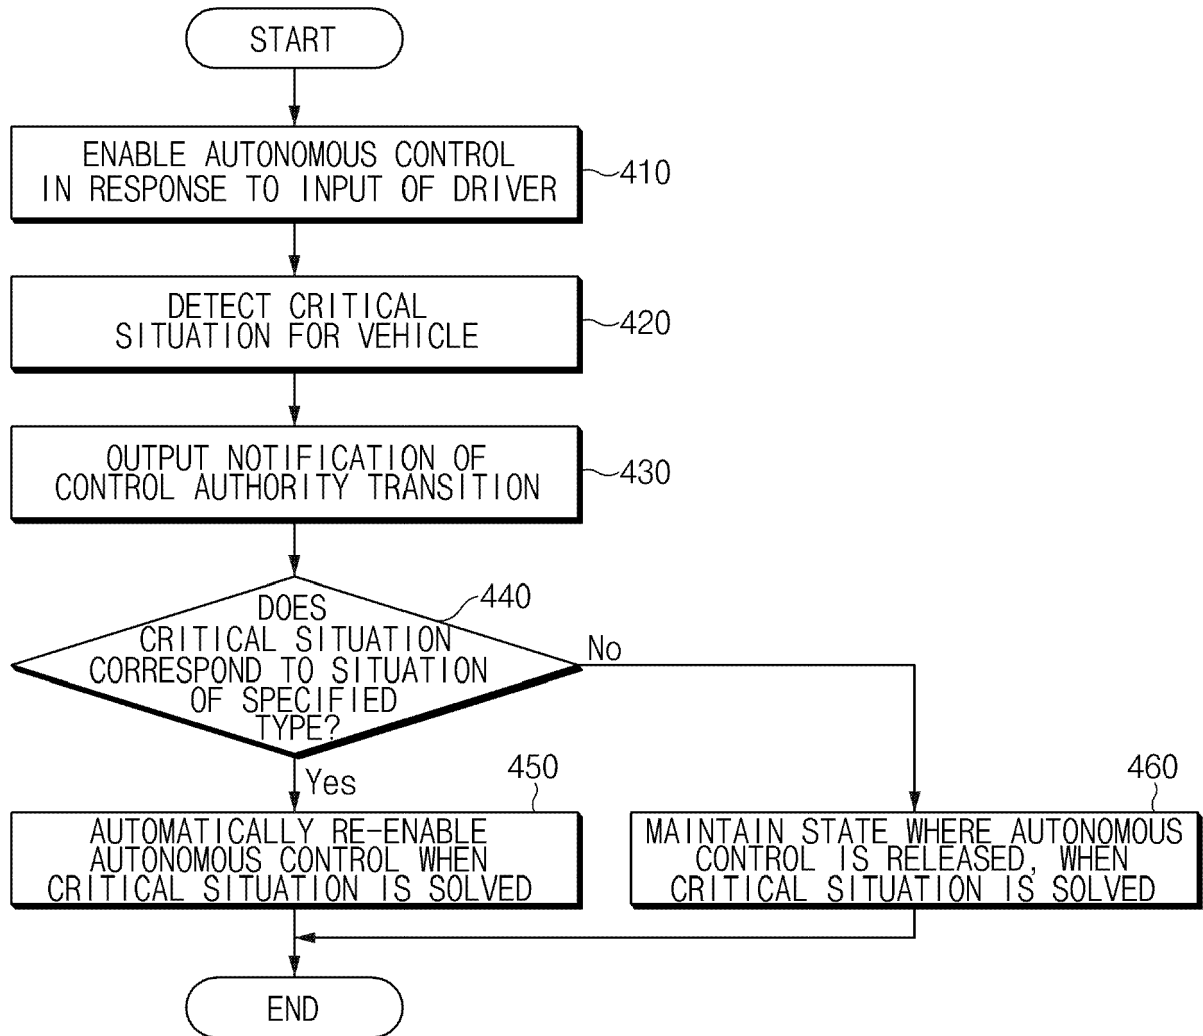 START
ENABLE AUTONOMOUS CONTROL
IN RESPONSE TO INPUT OF DRIVER
410
DETECT CRITICAL
SITUATION FOR VEHICLE
420
OUTPUT NOTIFICATION OF
CONTROL AUTHORITY TRANSITION
430
440
DOES
CRITICAL SITUATION
CORRESPOND TO SITUATION
OF SPECIFIED
TYPE?
No
Yes
450
AUTOMATICALLY RE-ENABLE
AUTONOMOUS CONTROL WHEN
CRITICAL SITUATION IS SOLVED
460
MAINTAIN STATE WHERE AUTONOMOUS
CONTROL IS RELEASED, WHEN
CRITICAL SITUATION IS SOLVED
END